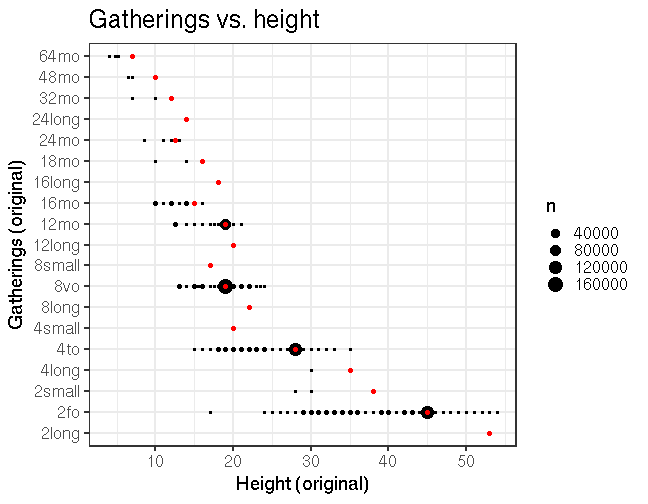 Gatherings vs. height
Gatherings (original)
64mo
48mo
32mo
24long
24mo
18mo
16long
16mo
12mo
12long
8small
8vo
8long
4small
4to
4long
2small
2fo
2long
10 20 30 40 50
Height (original)
n
40000
80000
120000
160000